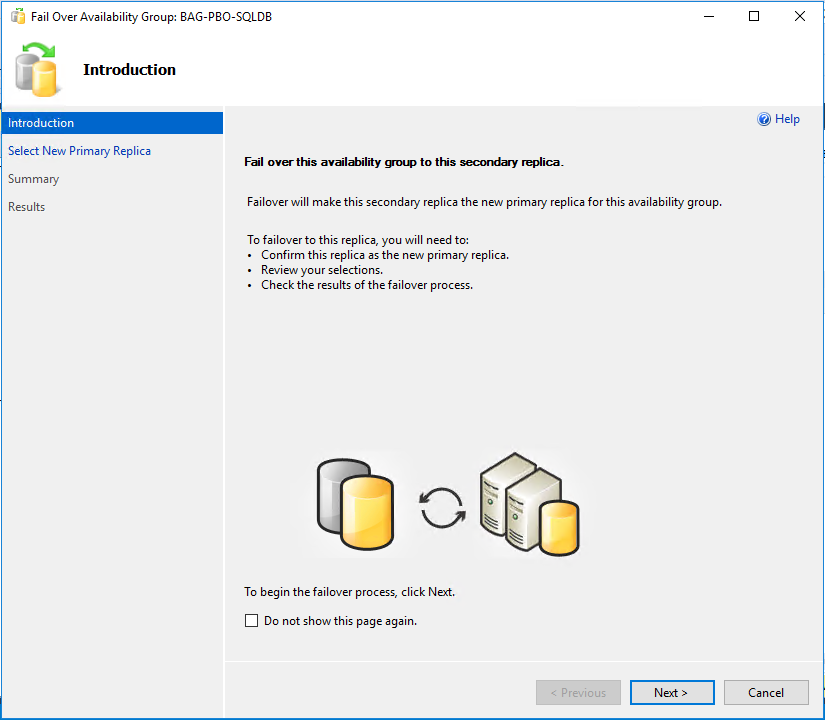 Fail Over Availability Group: BAG-PBO-SQLDB
Introduction
Introduction
Select New Primary Replica
Summary
Results
Help
Fail over this availability group to this secondary replica.
Failover will make this secondary replica the new primary replica for this availability group.
To failover to this replica, you will need to:
• Confirm this replica as the new primary replica.
• Review your selections.
• Check the results of the failover process.
To begin the failover process, click Next.
Do not show this page again.
< Previous
Next >
Cancel